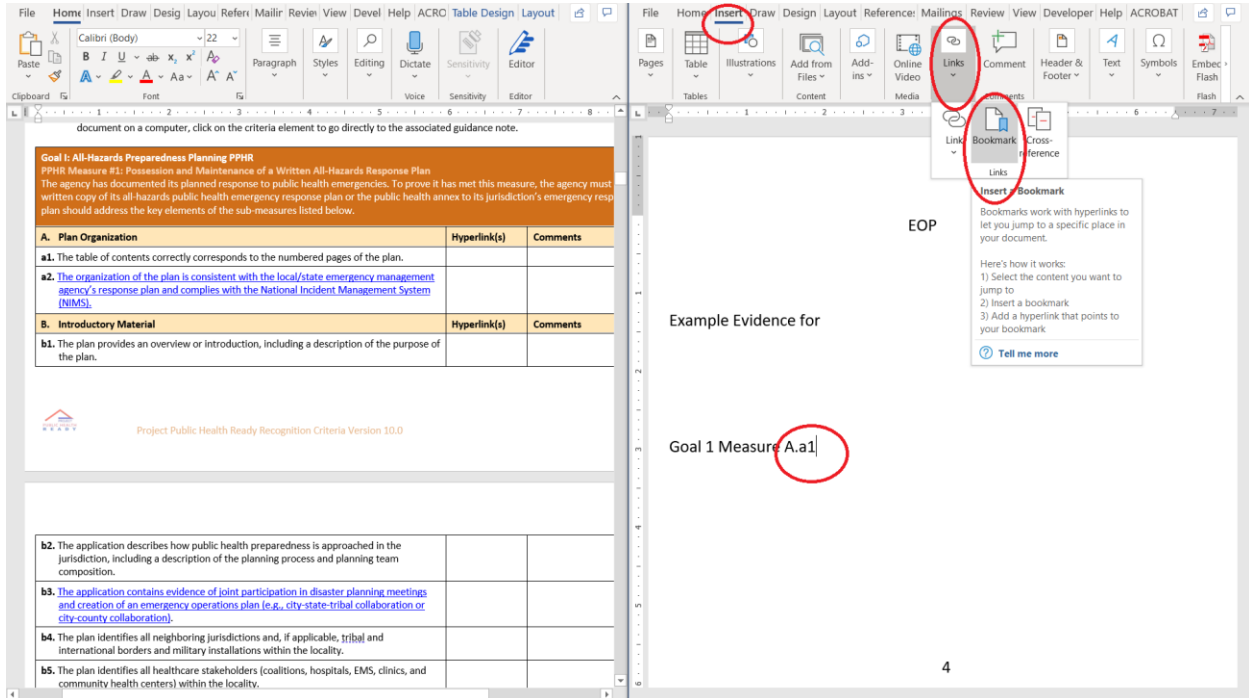 File Home Insert Draw Desig Layou Refere Mailir Reviev View Devel Help ACRO Table Design Layout
Calibri (Body) 22
B I U ab x₂ x² A
A A Aa A A
Paste Paragraph Styles Editing Dictate Sensitivity Editor
Clipboard Font Voice Sensitivity Editor
1 2 3 4 5 6
document on a computer, click on the criteria element to go directly to the associated guidance note.
Goal I: All-Hazards Preparedness Planning PPHR
PPHR Measure #1: Possession and Maintenance of a Written All-Hazards Response Plan
The agency has documented its planned response to public health emergencies. To prove it has met this measure, the agency must
written copy of its all-hazards public health emergency response plan or the public health annex to its jurisdiction's emergency resp
plan should address the key elements of the sub-measures listed below.
A. Plan Organization Hyperlink(s) Comments
a1. The table of contents correctly corresponds to the numbered pages of the plan.
a2. The organization of the plan is consistent with the local/state emergency management
agency's response plan and complies with the National Incident Management System
(NIMS).
B. Introductory Material Hyperlink(s) Comments
b1. The plan provides an overview or introduction, including a description of the purpose of
the plan.
Project Public Health Ready Recognition Criteria Version 10.0
b2. The application describes how public health preparedness is approached in the
jurisdiction, including a description of the planning process and planning team
composition.
b3. The application contains evidence of joint participation in disaster planning meetings
and creation of an emergency operations plan (e.g., city-state-tribal collaboration or
city-county collaboration).
b4. The plan identifies all neighboring jurisdictions and, if applicable, tribal and
international borders and military installations within the locality.
b5. The plan identifies all healthcare stakeholders (coalitions, hospitals, EMS, clinics, and
community health centers) within the locality.
File Home Insert Draw Design Layout Reference: Mailings Review View Developer Help ACROBAT
Pages Table Illustrations Add from Files Add-ins Online Video Links Comment Header & Footer Text Symbols Embec Flash
Tables Content Media Comments Flash
1 2 3 6 7
Link Bookmark Cross-reference
Links
Insert a Bookmark
Bookmarks work with hyperlinks to
let you jump to a specific place in
your document.
Here's how it works:
1) Select the content you want to
jump to
2) Insert a bookmark
3) Add a hyperlink that points to
your bookmark
Tell me more
EOP
Example Evidence for
Goal 1 Measure A.a1
4